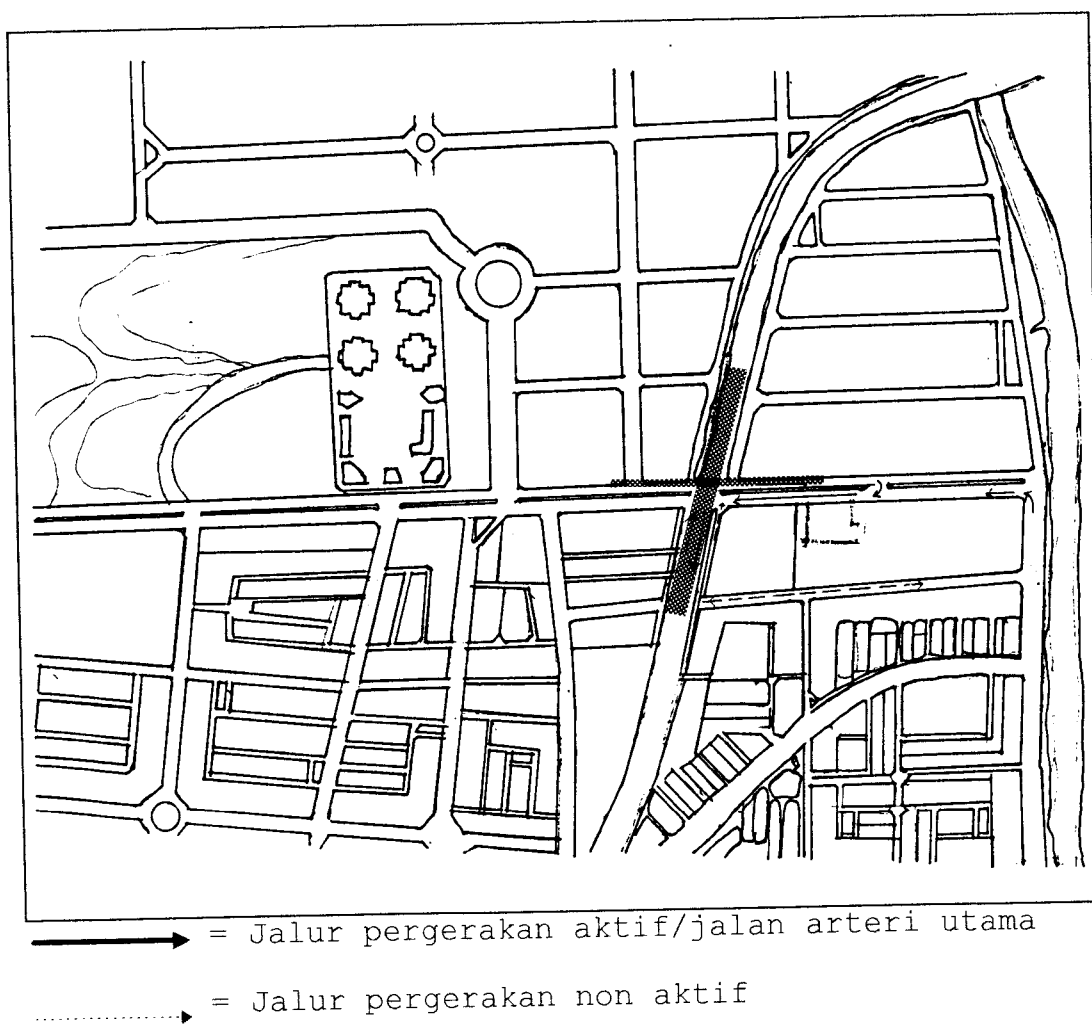 = Jalur pergerakan aktif/jalan arteri utama
= Jalur pergerakan non aktif